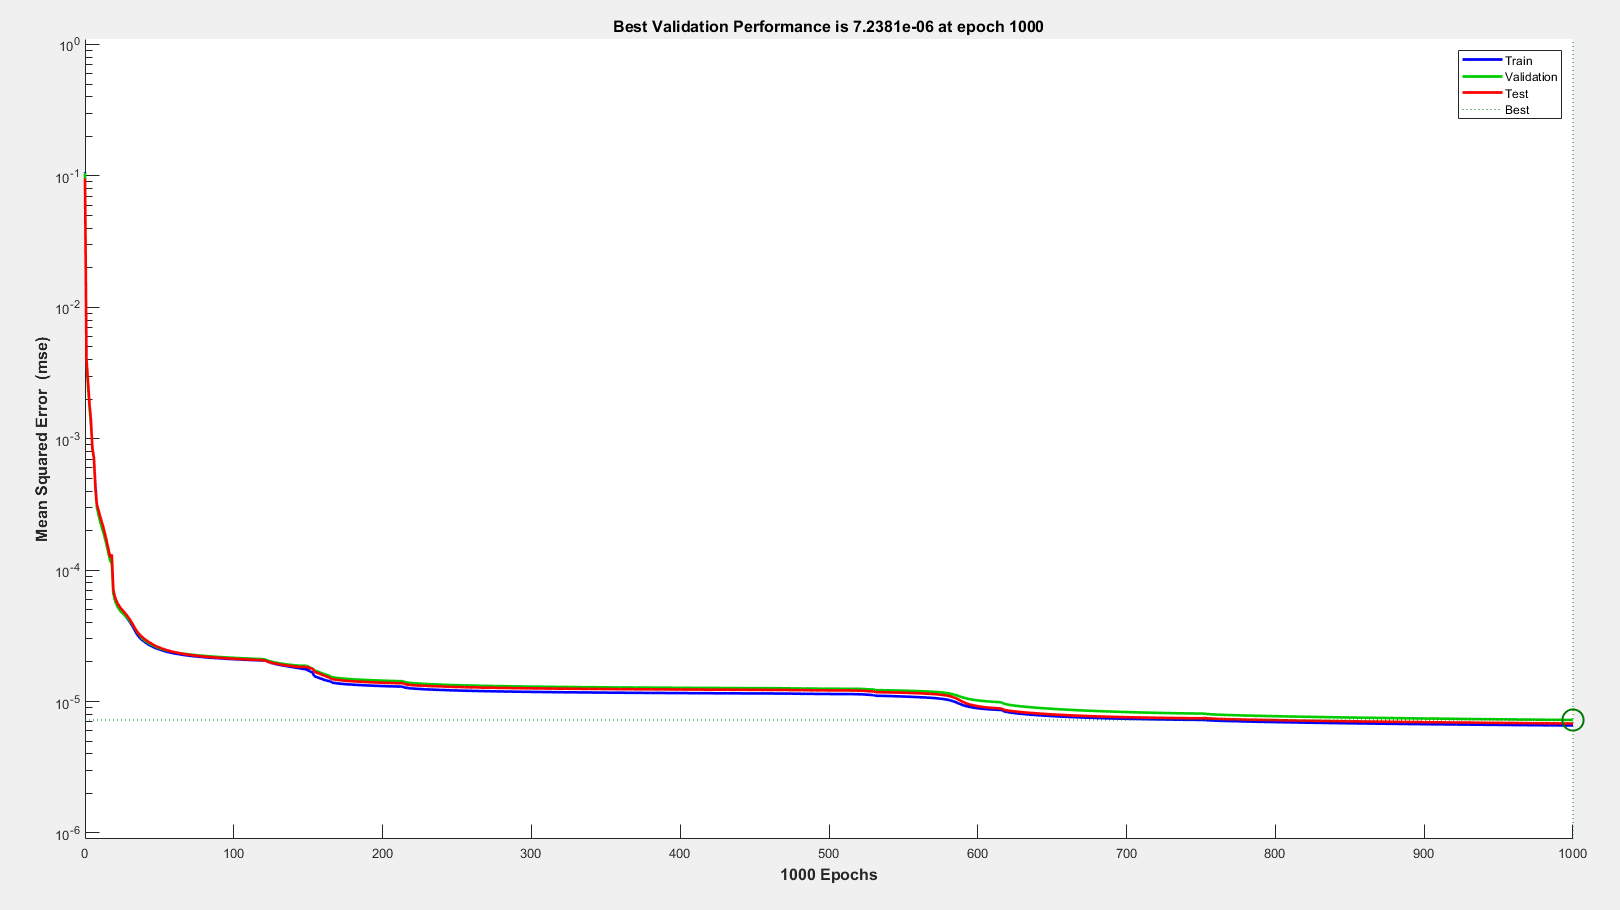 Best Validation Performance is 7.2381e-06 at epoch 1000
Train
Validation
Test
Best
Mean Squared Error (mse)
10^0
10^-1
10^-2
10^-3
10^-4
10^-5
10^-6
0 100 200 300 400 500 600 700 800 900 1000
1000 Epochs